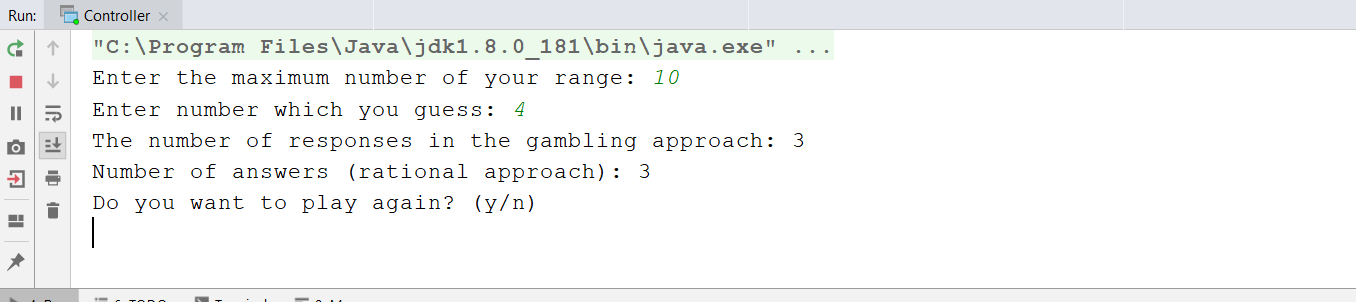 Run: Controller
"C:\Program Files\Java\jdk1.8.0_181\bin\java.exe" ...
Enter the maximum number of your range: 10
Enter number which you guess: 4
The number of responses in the gambling approach: 3
Number of answers (rational approach): 3
Do you want to play again? (y/n)